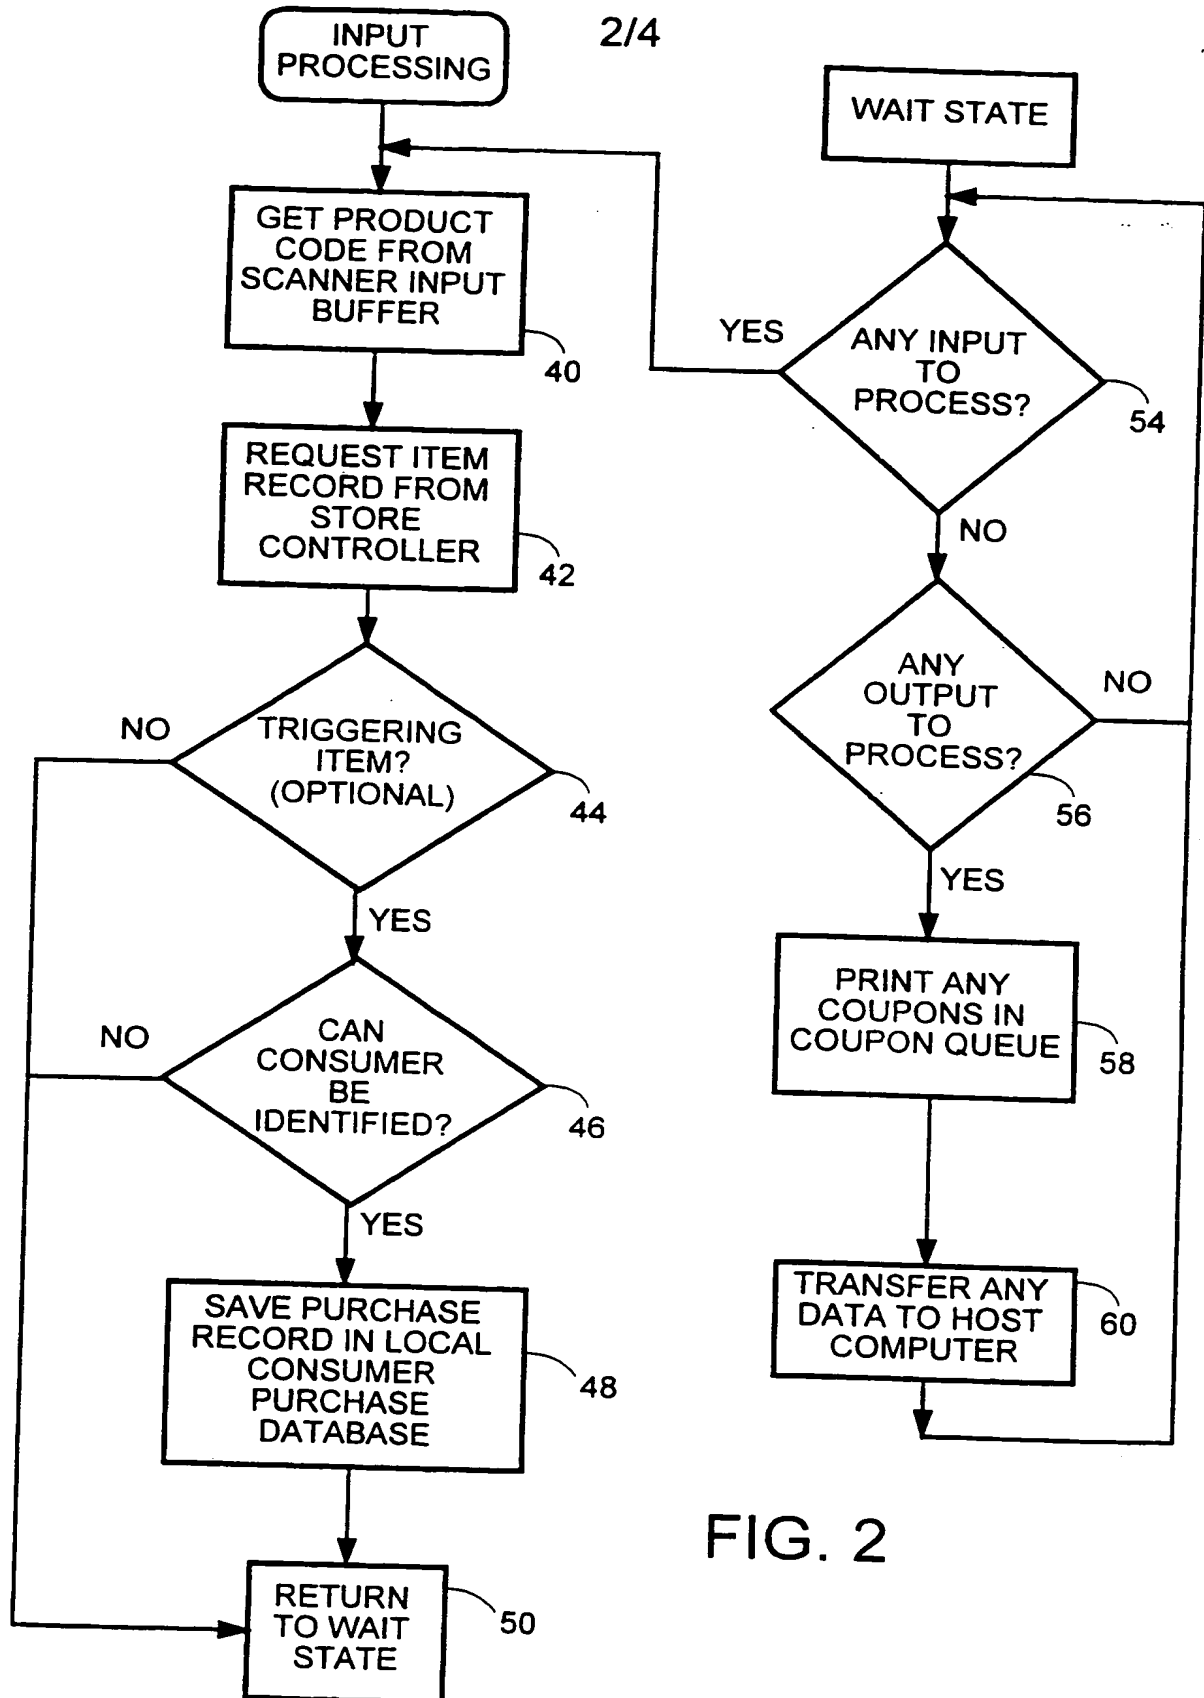 2/4
INPUT
PROCESSING
GET PRODUCT
CODE FROM
SCANNER INPUT
BUFFER
40
REQUEST ITEM
RECORD FROM
STORE
CONTROLLER
42
TRIGGERING
ITEM?
(OPTIONAL)
44
NO
YES
CAN
CONSUMER
BE
IDENTIFIED?
46
NO
YES
SAVE PURCHASE
RECORD IN LOCAL
CONSUMER
PURCHASE
DATABASE
48
RETURN
TO WAIT
STATE
50
WAIT STATE
ANY INPUT
TO
PROCESS?
54
YES
NO
ANY
OUTPUT
TO
PROCESS?
56
NO
YES
PRINT ANY
COUPONS IN
COUPON QUEUE
58
TRANSFER ANY
DATA TO HOST
COMPUTER
60
FIG. 2